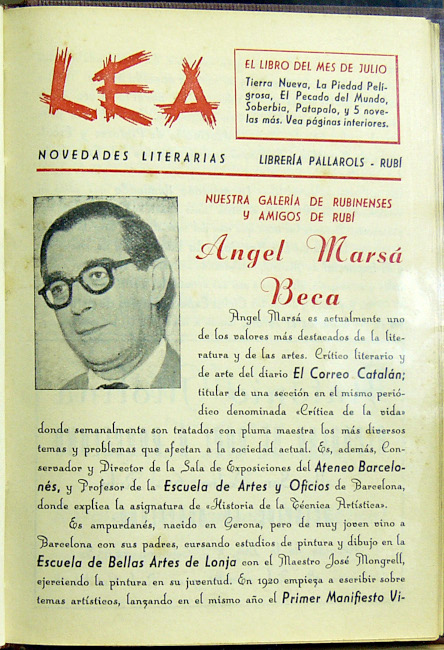 LEA
EL LIBRO DEL MES DE JULIO
Tierra Nueva, La Piedad Peli-
grosa, El Pecado del Mundo,
Soberbia, Patapalo, y 5 nove-
las más. Vea páginas interiores.
NOVEDADES LITERARIAS
LIBRERÍA PALLAROLS - RUBÍ
NUESTRA GALERÍA DE RUBINENSES
Y AMIGOS DE RUBÍ
Angel Marsá
Beca
Ángel Marsá es actualmente uno
de los valores más destacados de la lite-
ratura y de las artes. Crítico literario y
de arte del diario El Correo Catalán;
titular de una sección en el mismo perió-
dico denominada «Crítica de la vida»
donde semanalmente son tratados con pluma maestra los más diversos
temas y problemas que afectan a la sociedad actual. Es, además, Con-
servador y Director de la Sala de Exposiciones del Ateneo Barcelo-
nés, y Profesor de la Escuela de Artes y Oficios de Barcelona,
donde explica la asignatura de «Historia de la Técnica Artística».
Es ampurdanés, nacido en Gerona, pero de muy joven vino a
Barcelona con sus padres, cursando estudios de pintura y dibujo en la
Escuela de Bellas Artes de Lonja con el Maestro José Mongrell,
ejerciendo la pintura en su juventud. En 1920 empieza a escribir sobre
temas artísticos, lanzando en el mismo año el Primer Manifiesto Vi-